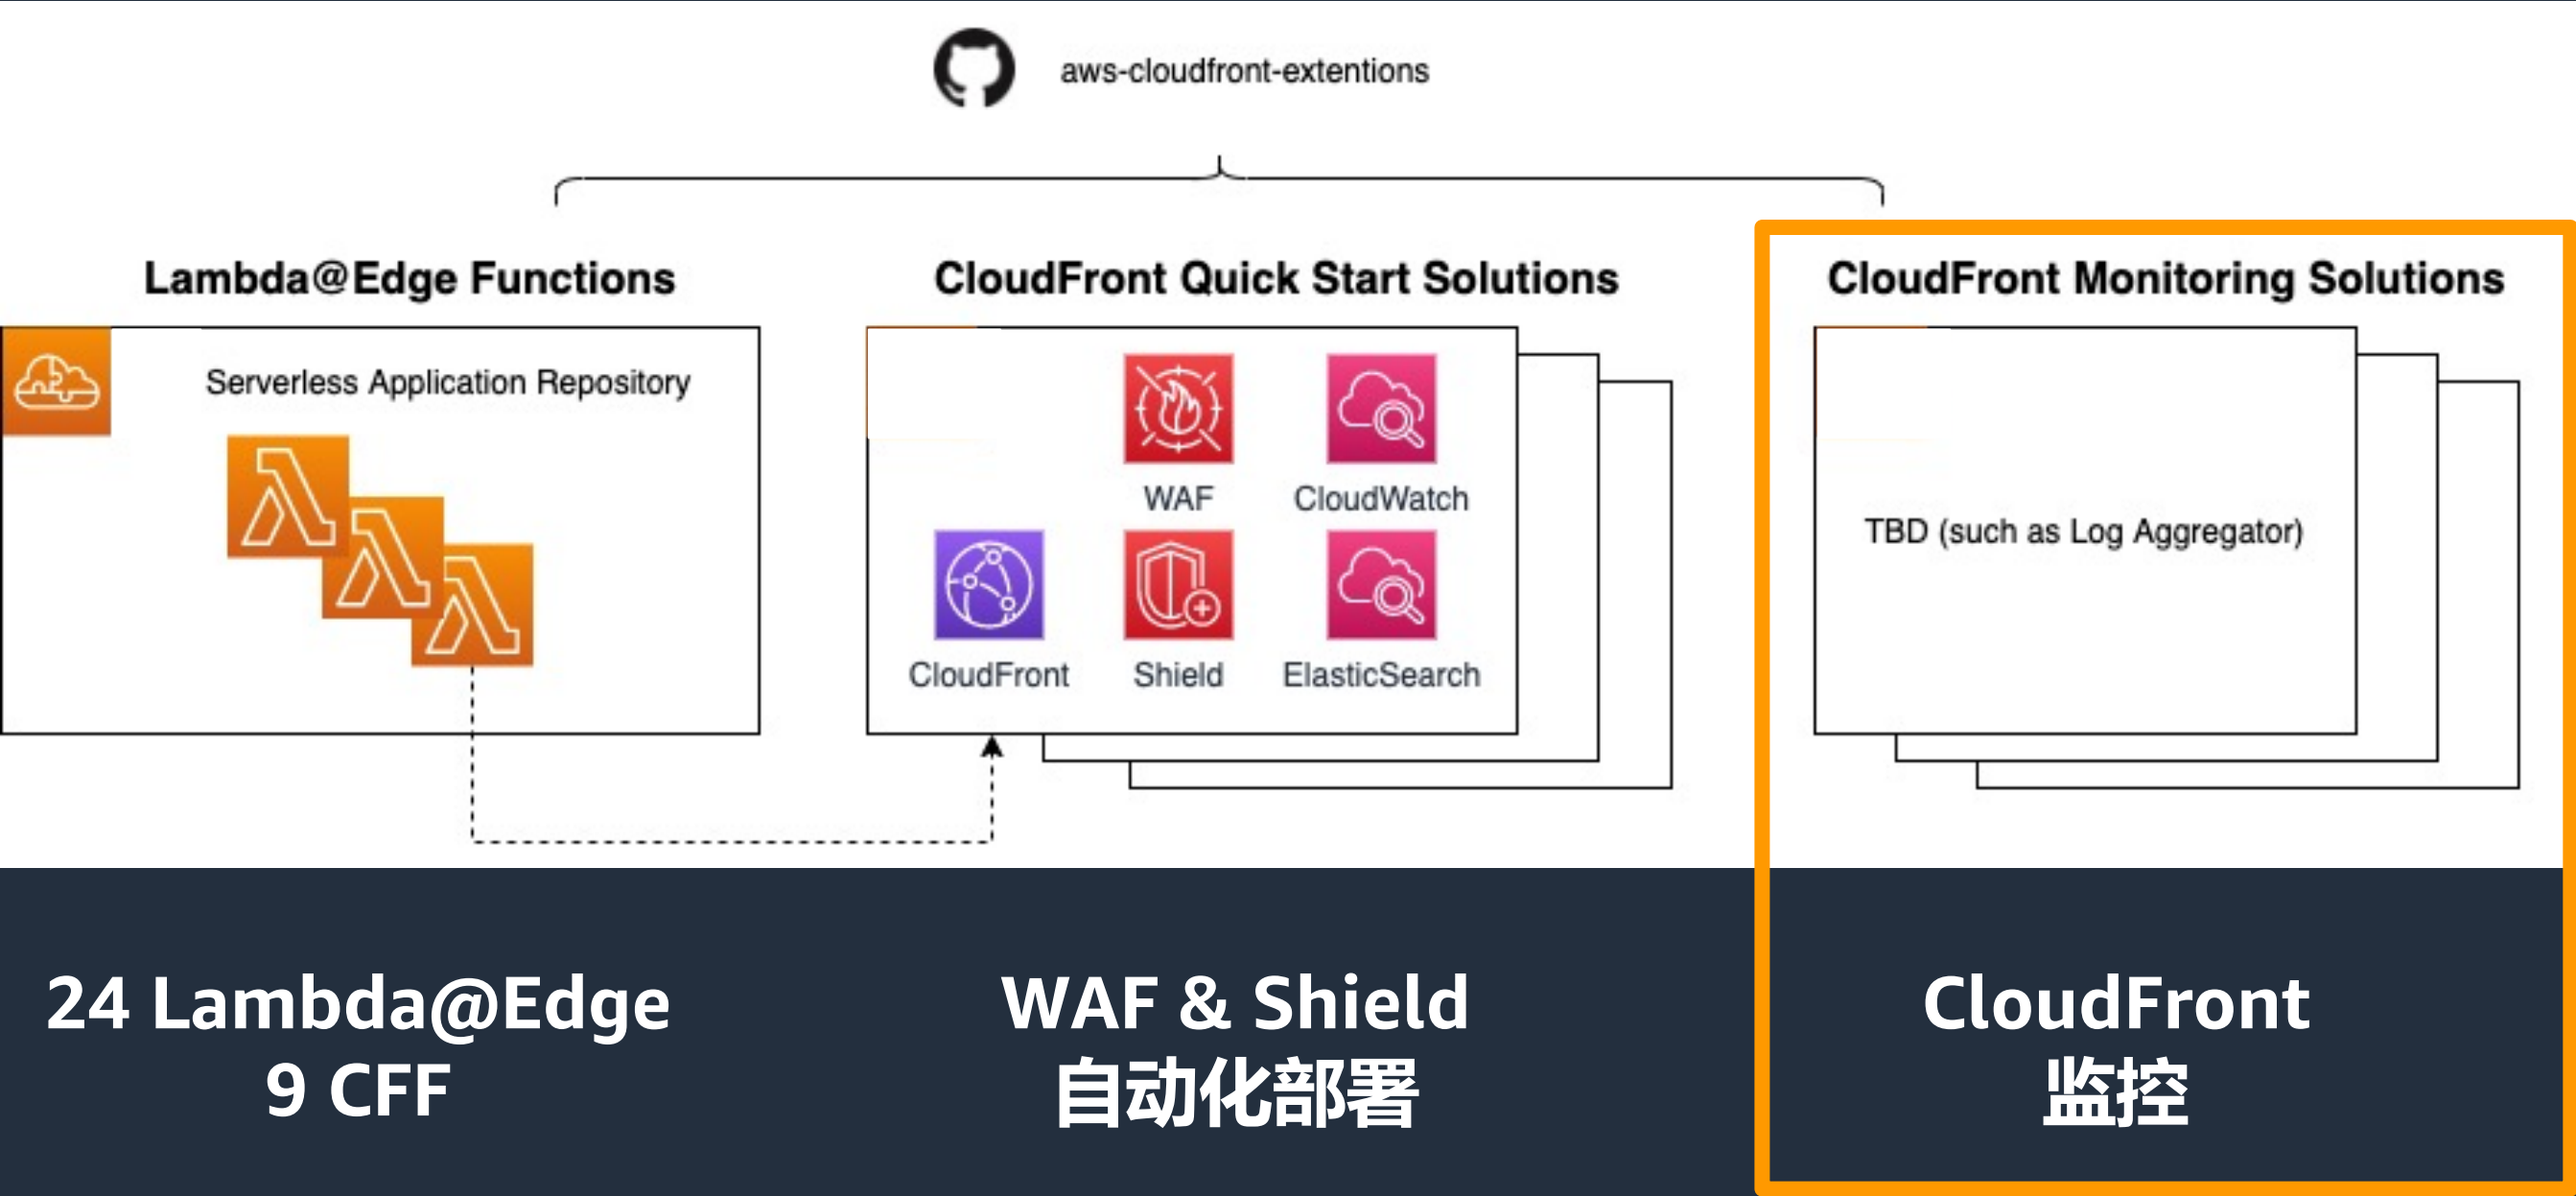 aws-cloudfront-extentions
Lambda@Edge Functions
CloudFront Quick Start Solutions
CloudFront Monitoring Solutions
Serverless Application Repository
WAF
CloudWatch
CloudFront
Shield
ElasticSearch
TBD (such as Log Aggregator)
24 Lambda@Edge
9 CFF
WAF & Shield
自动化部署
CloudFront
监控